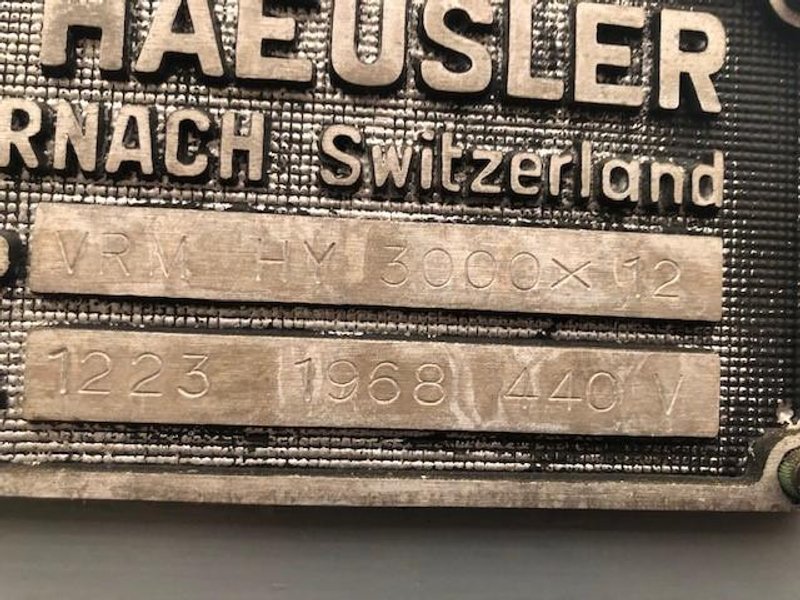 HAEUSLER
RNACH Switzerland
VRM HY 3000x12
1223 1968 440 V